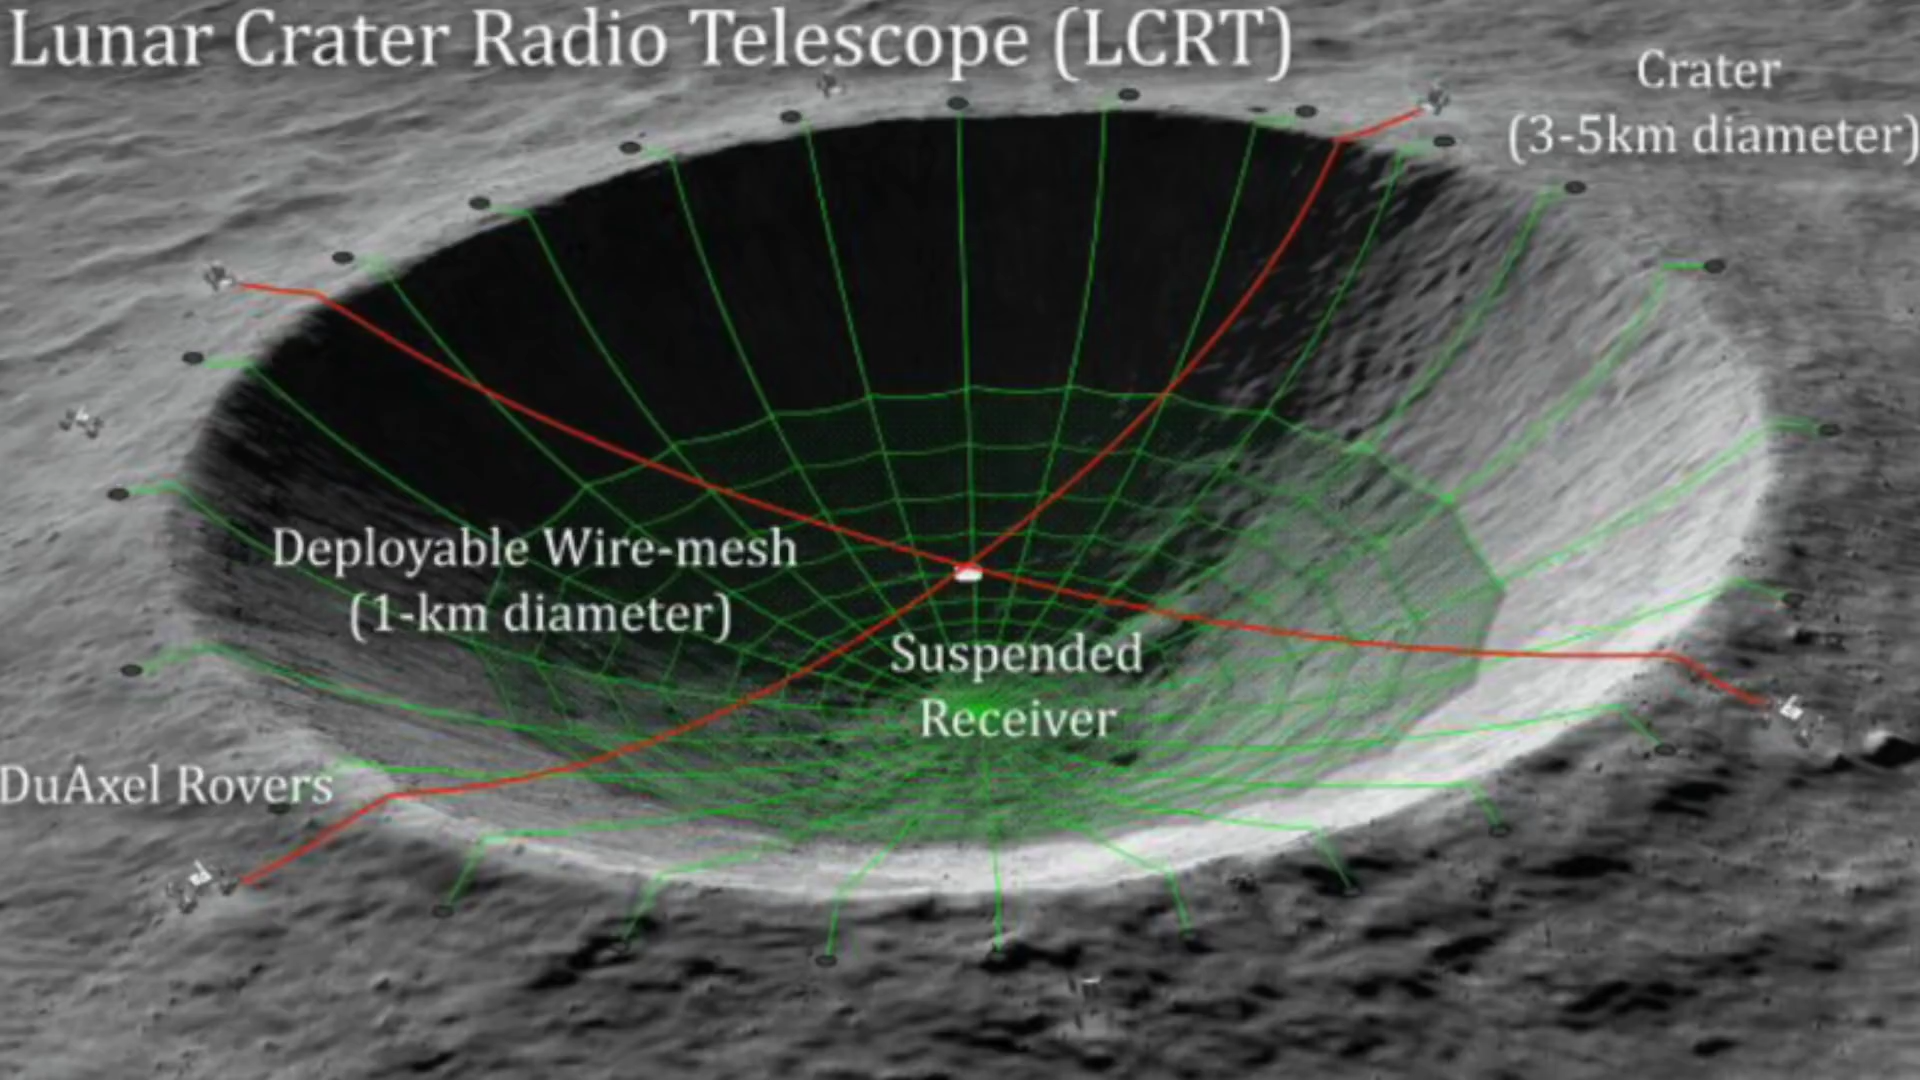 Lunar Crater Radio Telescope (LCRT)
Crater
(3-5km diameter)
Deployable Wire-mesh
(1-km diameter)
Suspended
Receiver
DuAxel Rovers